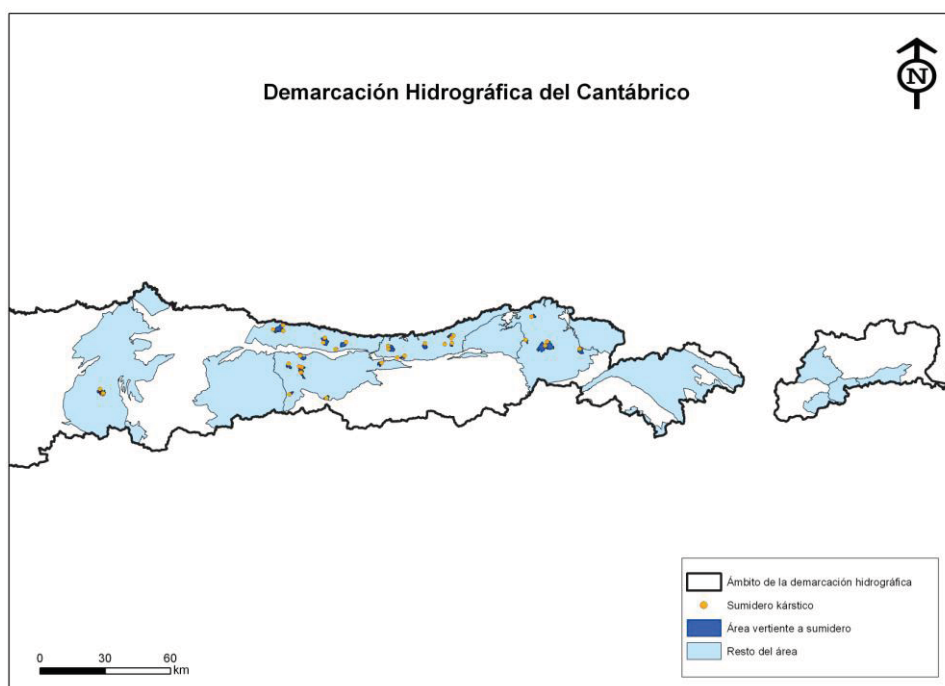 Demarcación Hidrográfica del Cantábrico
N
Ámbito de la demarcación hidrográfica
Sumidero kárstico
Área vertiente a sumidero
Resto del área
0 30 60
km